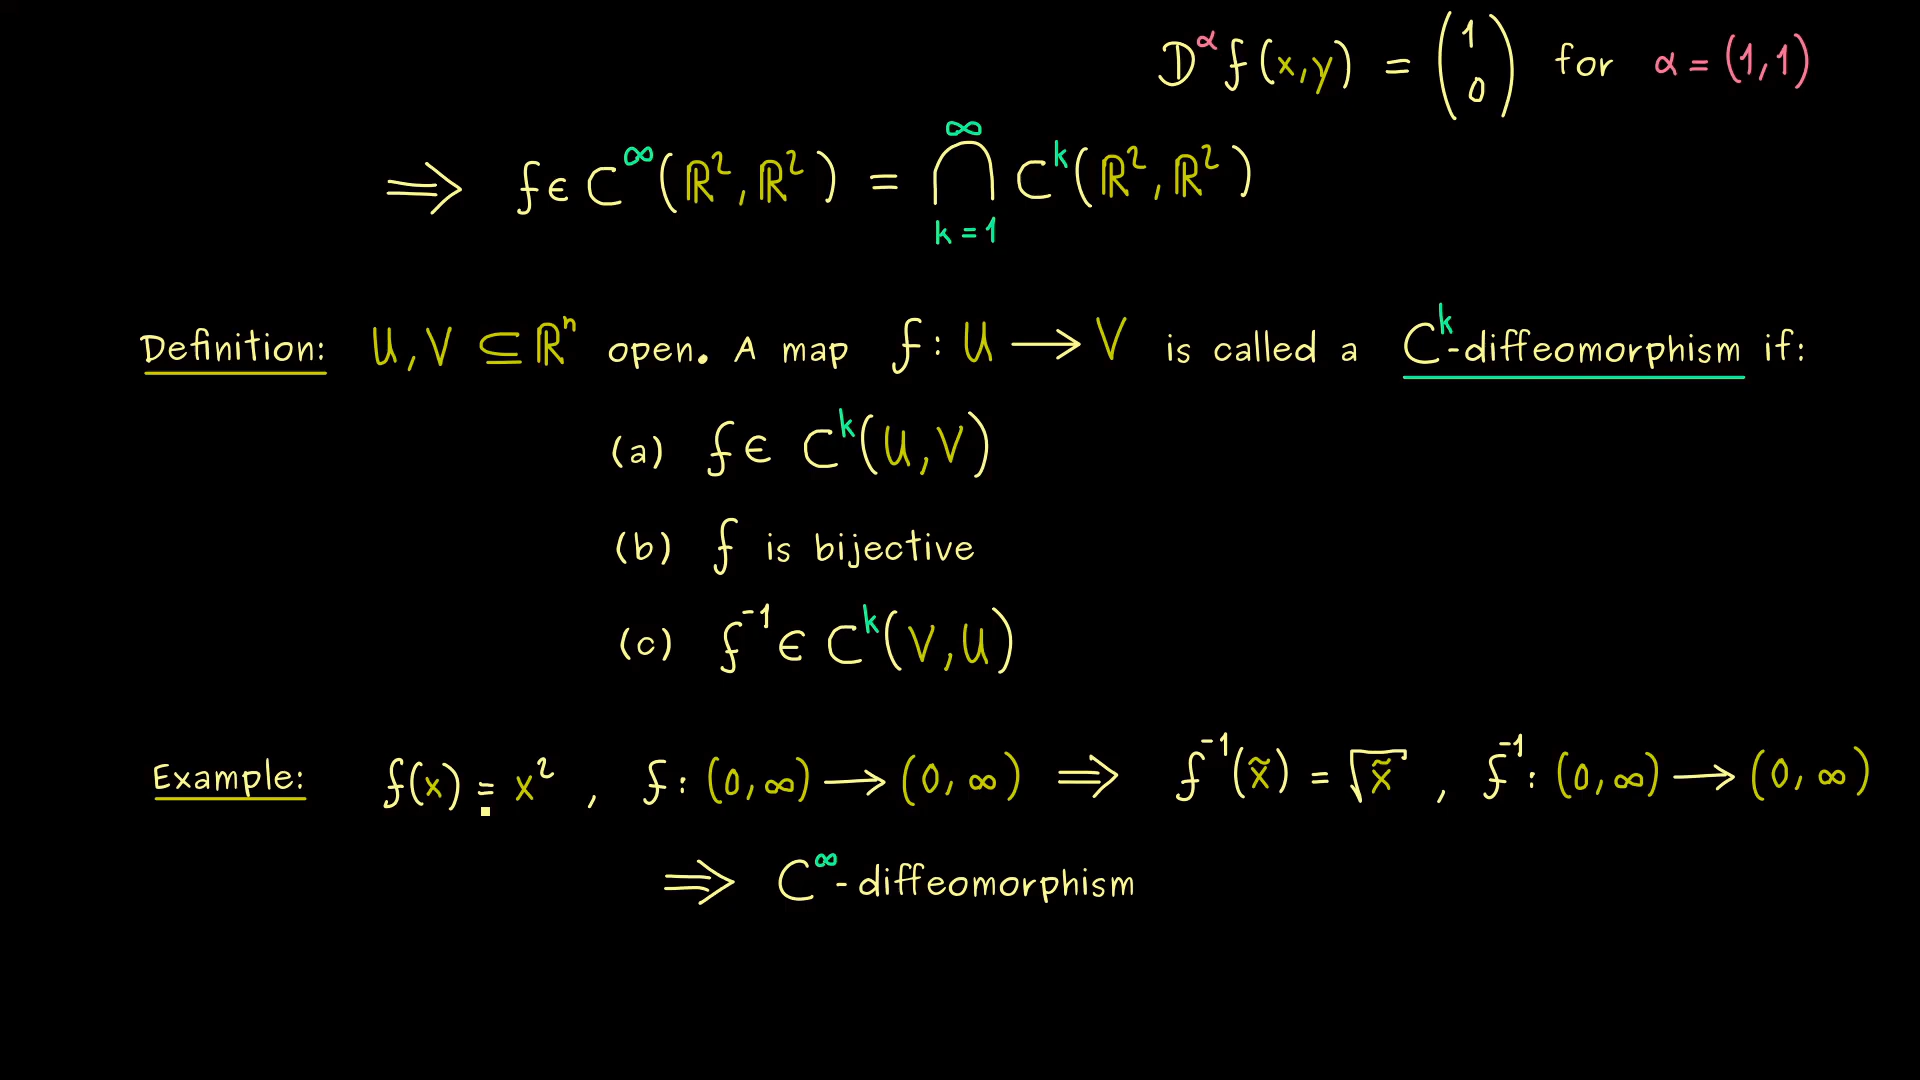 D^α f(x,y) = (1 0) for α = (1,1)
⟹ f ∈ C^∞(ℝ², ℝ²) = ⋂_{k=1}^∞ C^k(ℝ², ℝ²)
Definition: U, V ⊆ ℝⁿ open. A map f: U ⟶ V is called a C^k-diffeomorphism if:
(a) f ∈ C^k(U, V)
(b) f is bijective
(c) f⁻¹ ∈ C^k(V, U)
Example: f(x) = x², f: (0, ∞) ⟶ (0, ∞) ⟹ f⁻¹(x̃) = √x̃, f⁻¹: (0, ∞) ⟶ (0, ∞)
⟹ C^∞-diffeomorphism